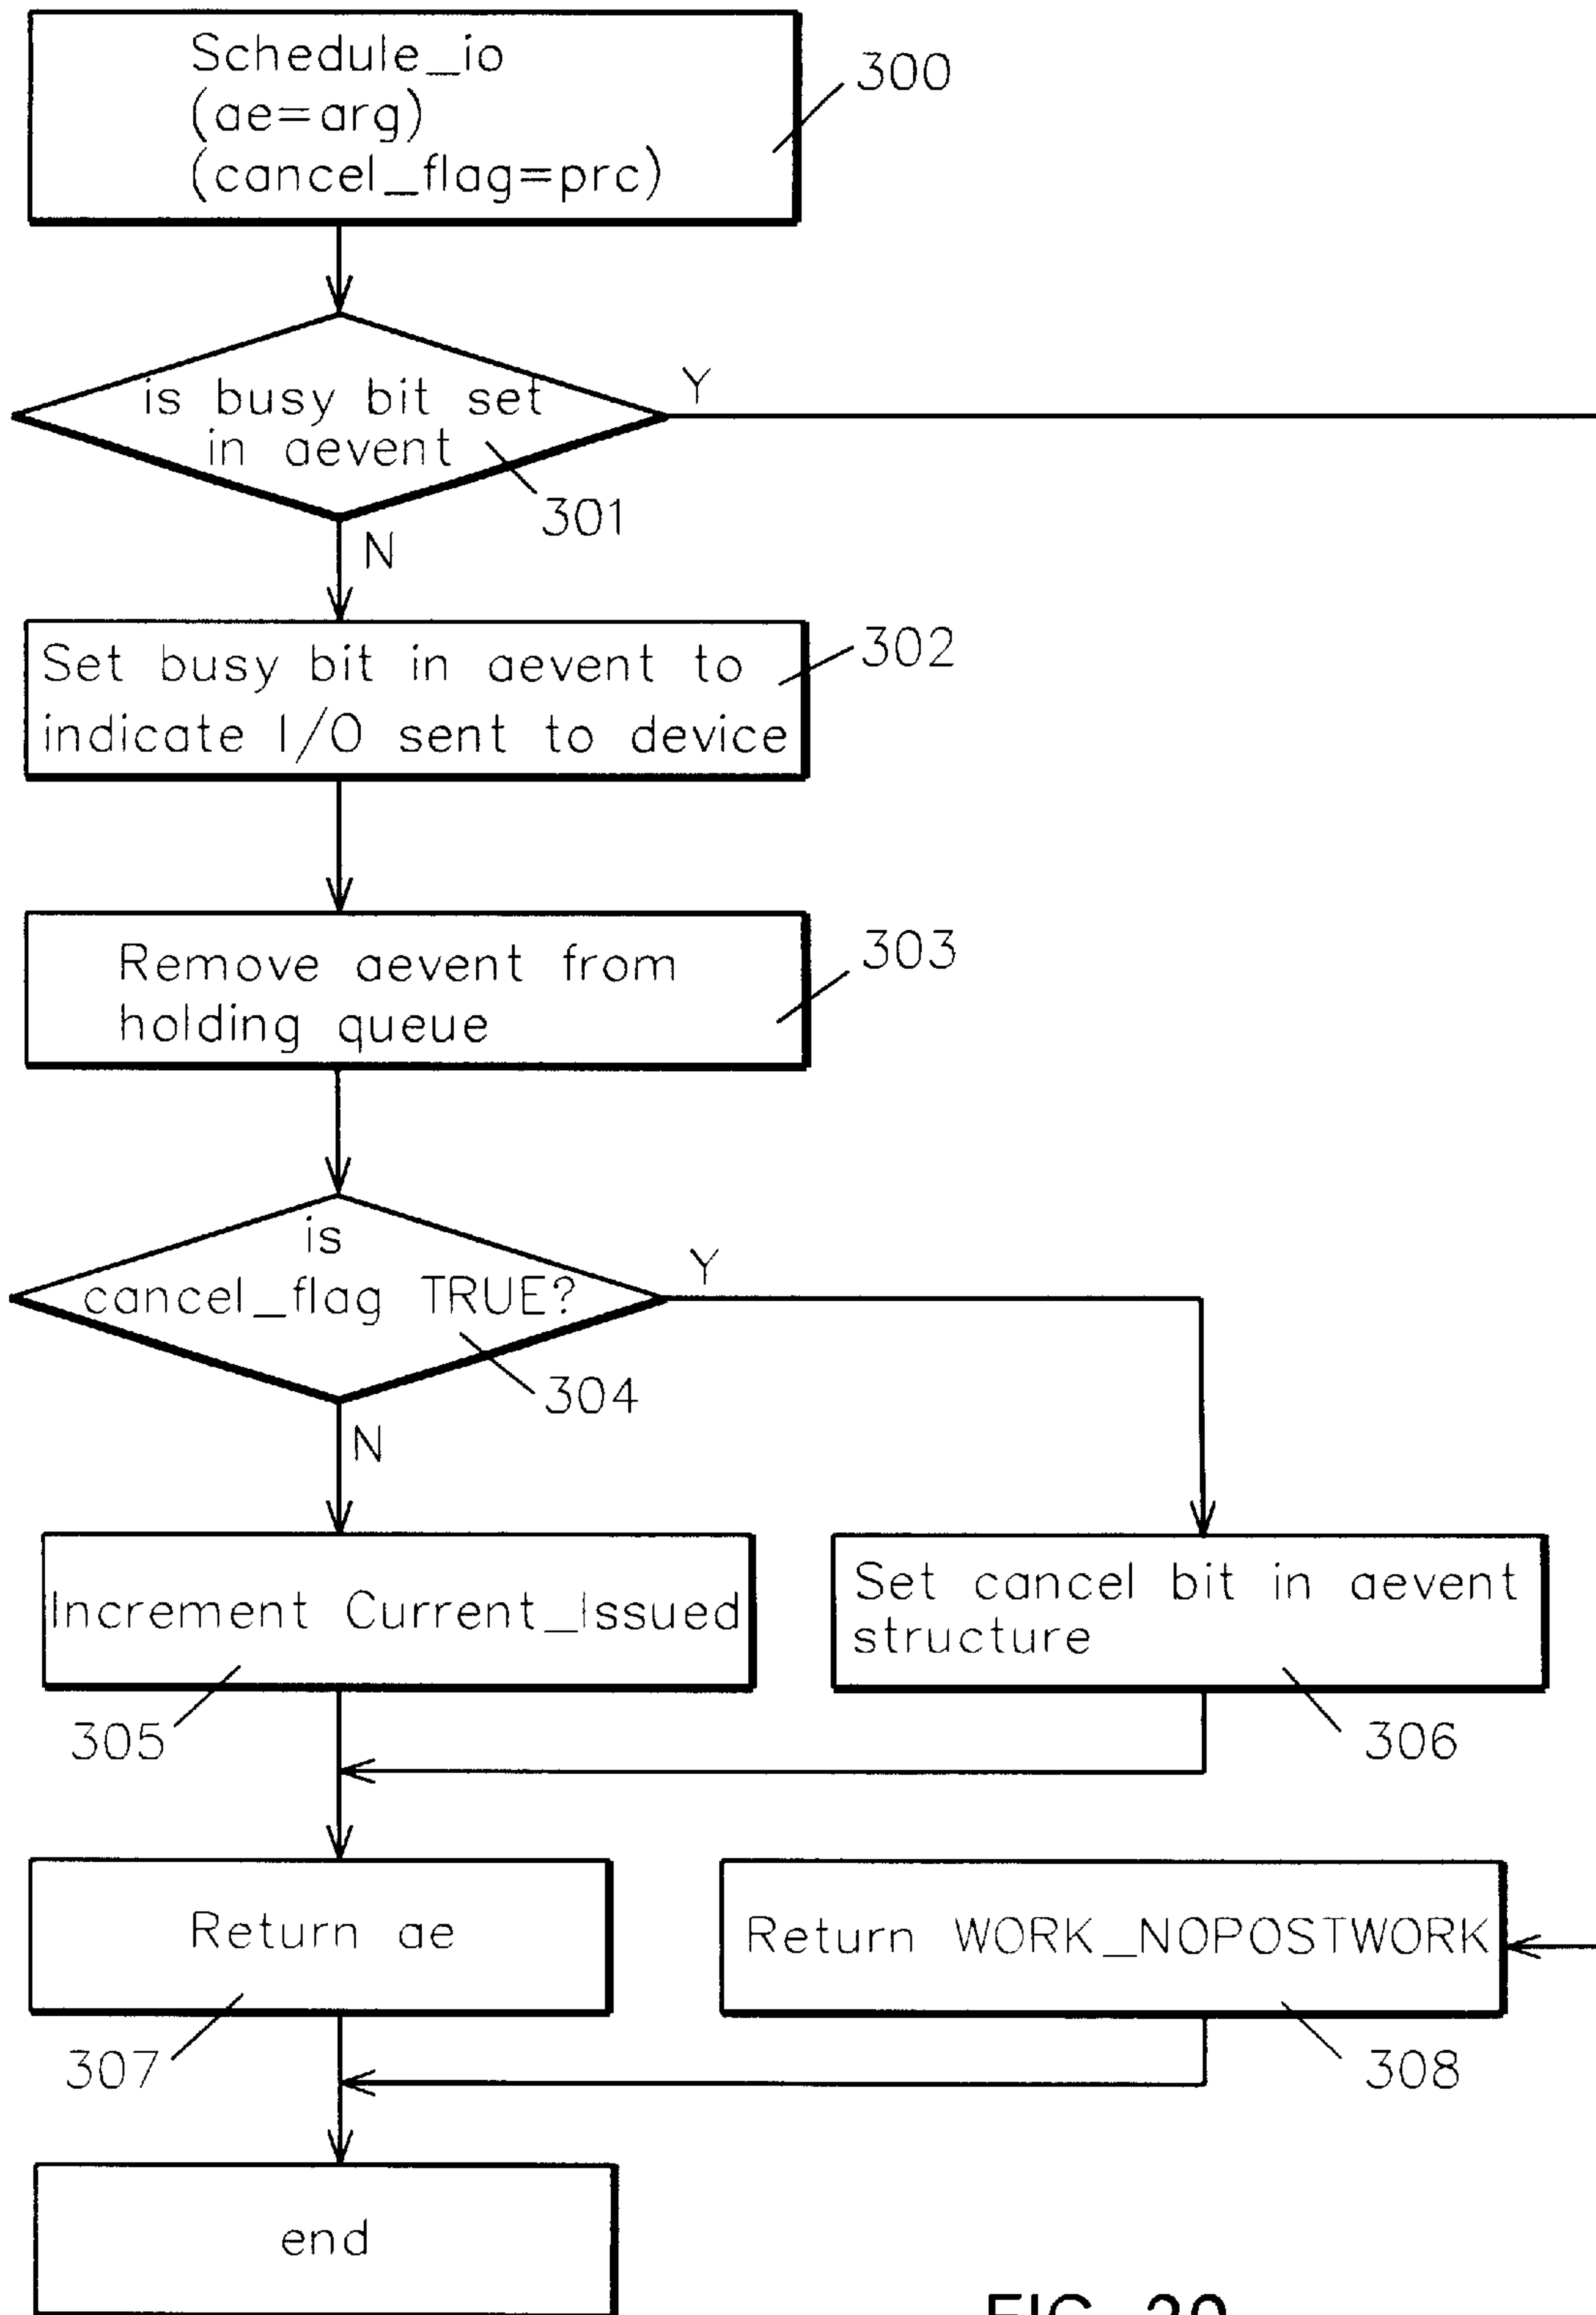 Schedule_io
(ae=arg)
(cancel_flag=prc)
300
is busy bit set
in aevent
Y
301
N
Set busy bit in aevent to
indicate I/O sent to device
302
Remove aevent from
holding queue
303
is
cancel_flag TRUE?
Y
304
N
Increment Current_Issued
305
Set cancel bit in aevent
structure
306
Return ae
307
Return WORK_NOPOSTWORK
308
end